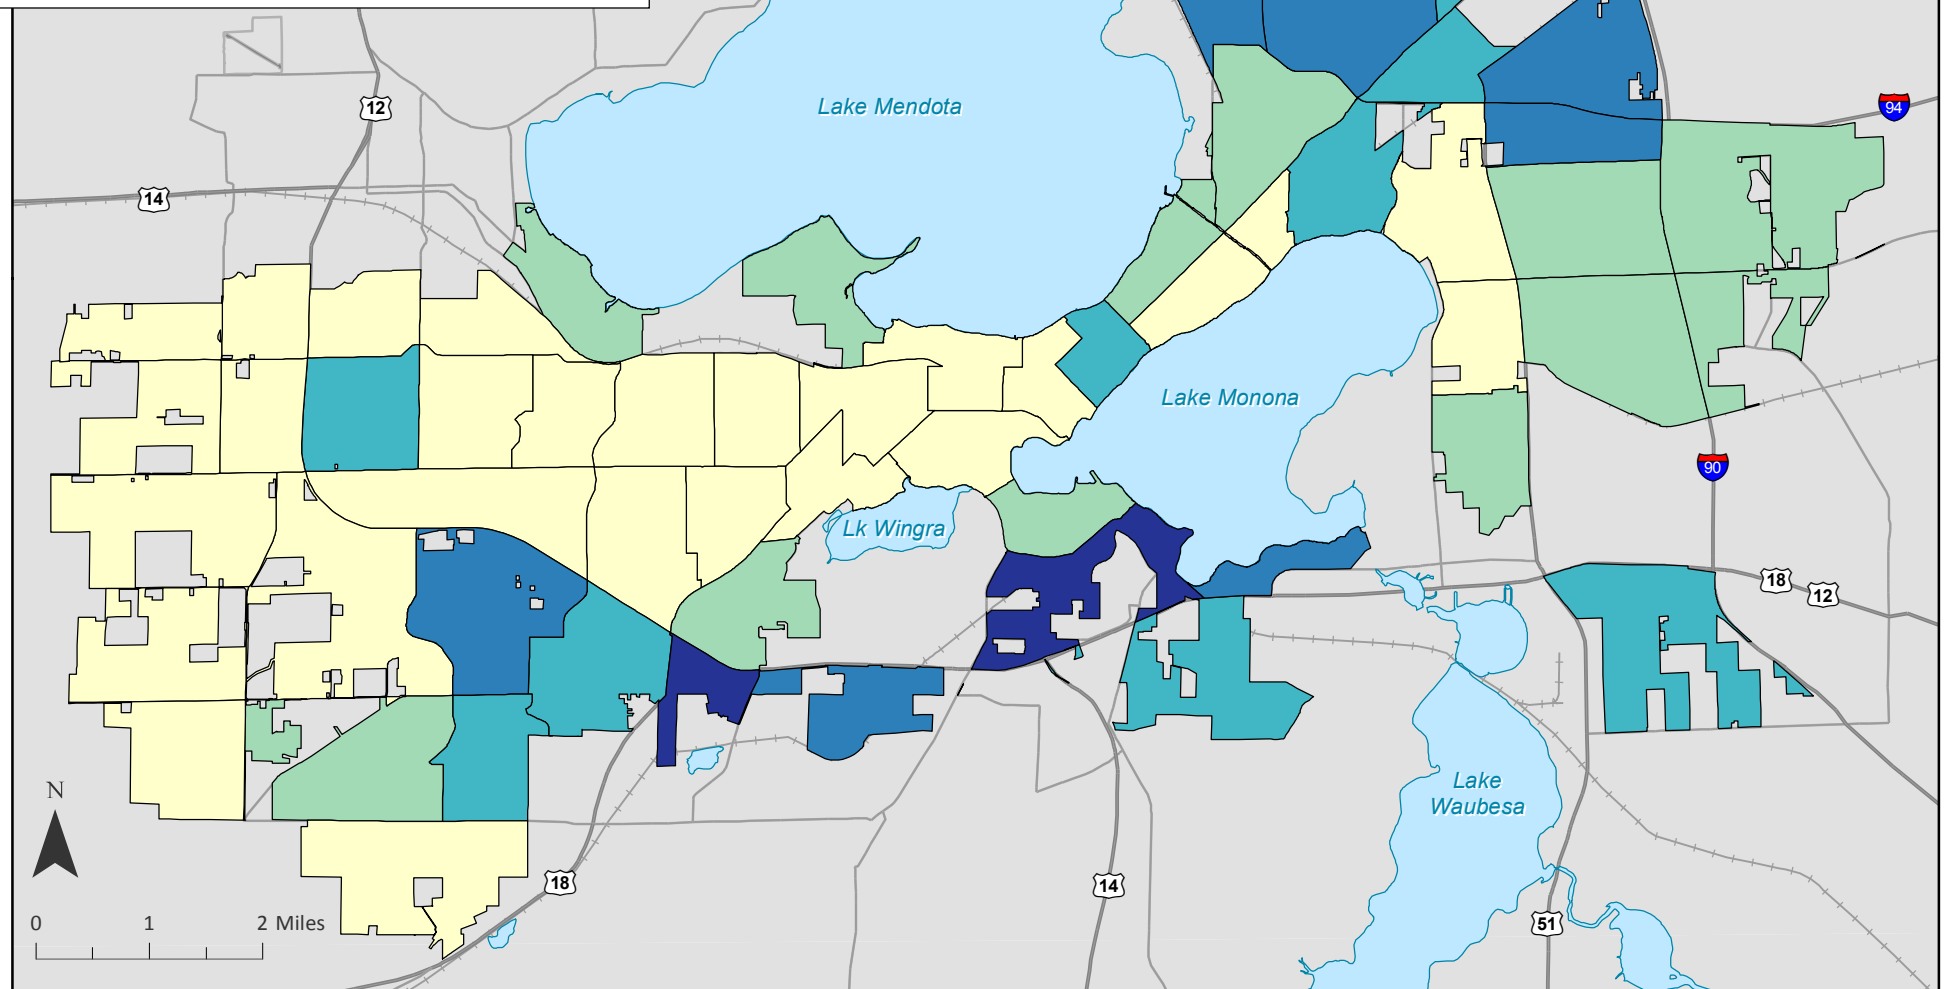 Lake Mendota
12
94
14
Lake Monona
90
Lk Wingra
18
12
Lake
Waubesa
N
18
14
0 1 2 Miles
51